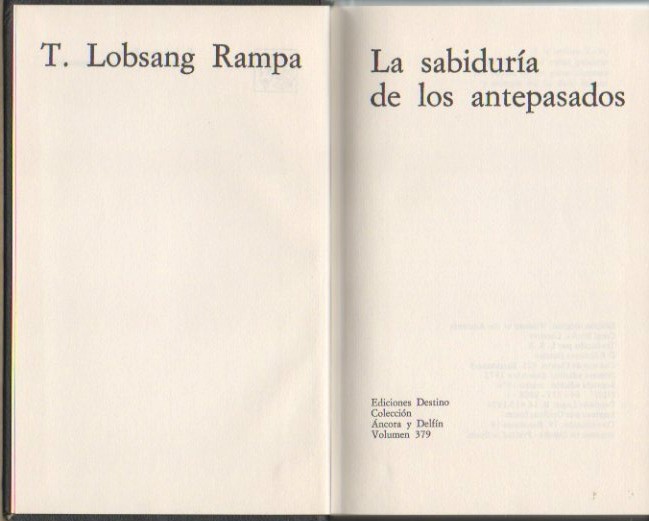 T. Lobsang Rampa
La sabiduría
de los antepasados
Ediciones Destino
Colección
Áncora y Delfín
Volumen 379